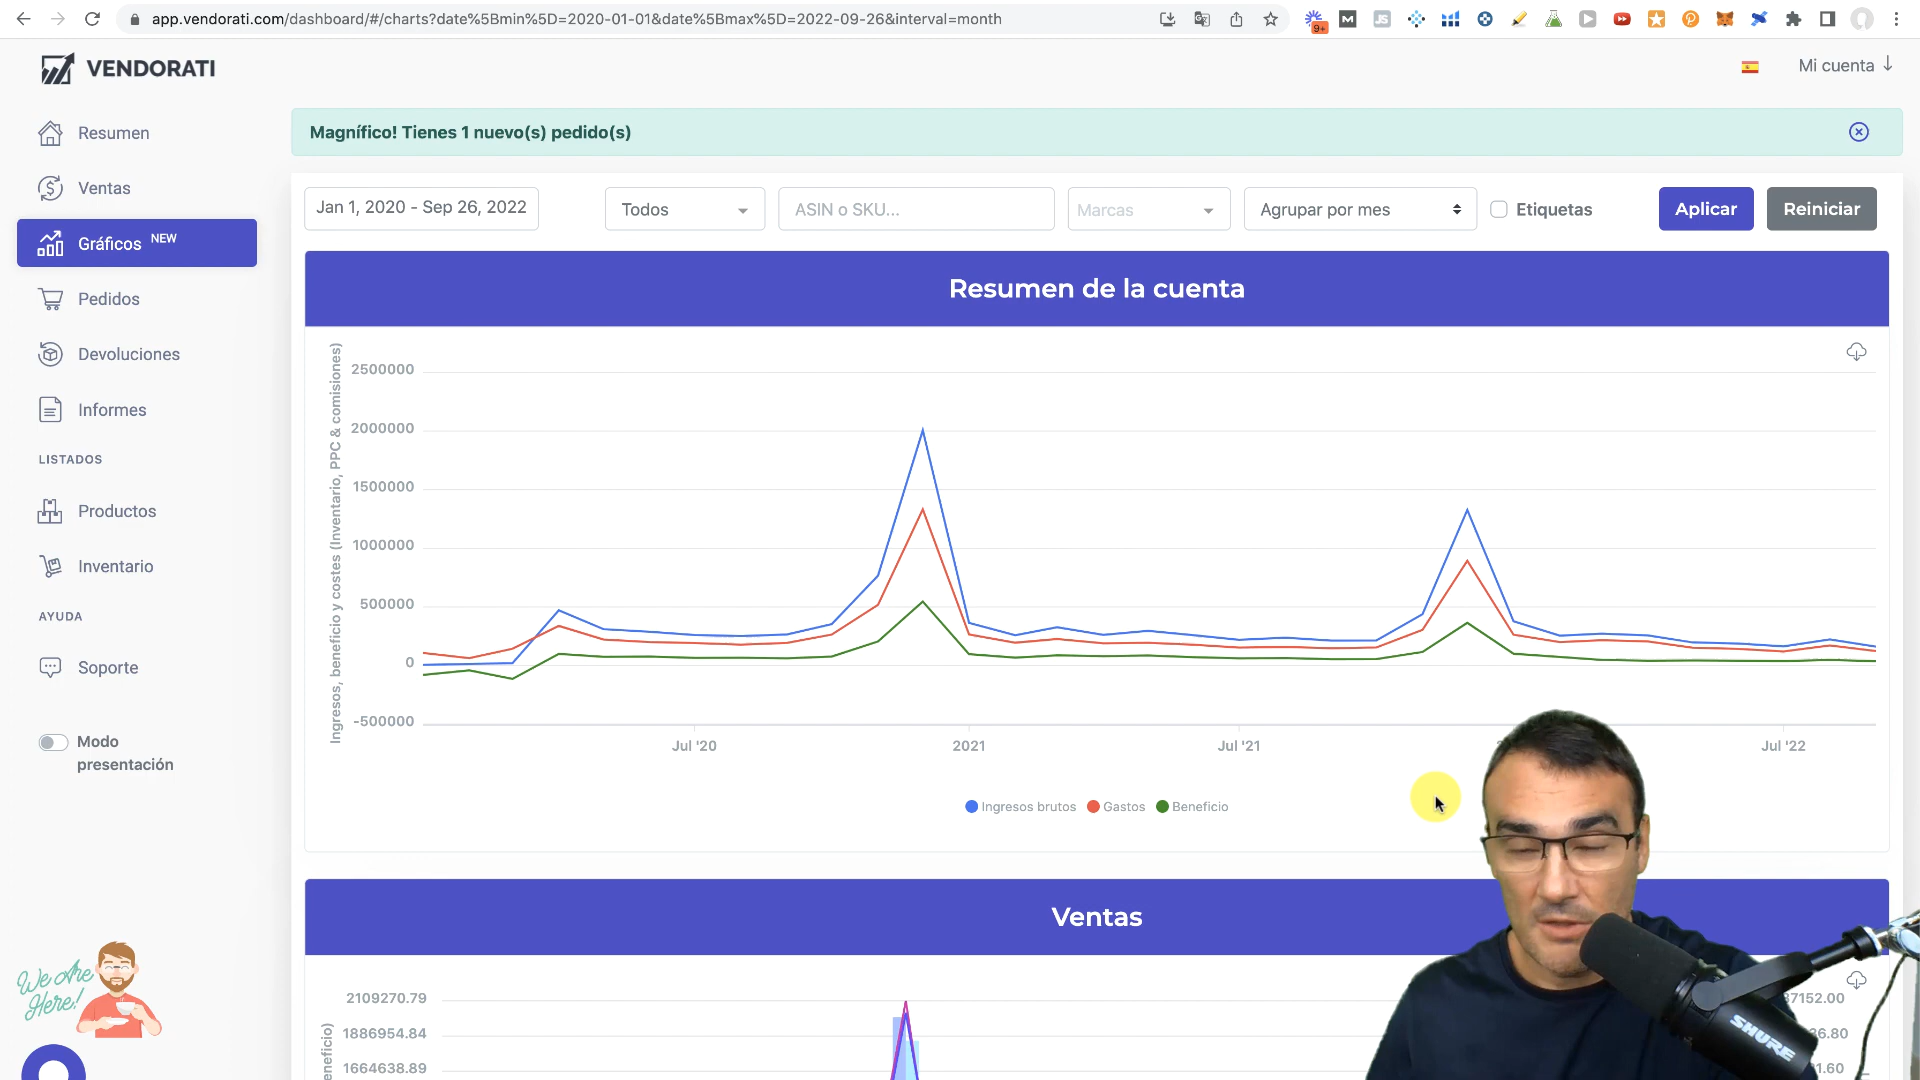 app.vendorati.com/dashboard/#/charts?date%5Bmin%5D=2020-01-01&date%5Bmax%5D=2022-09-26&interval=month
9+
M
JS
VENDORATI
Mi cuenta
Resumen
Magnífico! Tienes 1 nuevo(s) pedido(s)
Ventas
Jan 1, 2020 - Sep 26, 2022
Todos
ASIN o SKU...
Marcas
Agrupar por mes
Etiquetas
Aplicar
Reiniciar
Gráficos NEW
Pedidos
Devoluciones
Informes
LISTADOS
Productos
Inventario
AYUDA
Soporte
Modo
presentación
We Are
Here!
Resumen de la cuenta
Ingresos, beneficio y costes (Inventario, PPC & comisiones)
2500000
2000000
1500000
1000000
500000
0
-500000
Jul '20
2021
Jul '21
Jul '22
Ingresos brutos
Gastos
Beneficio
Ventas
2109270.79
1886954.84
1664638.89
37152.00
SHURE